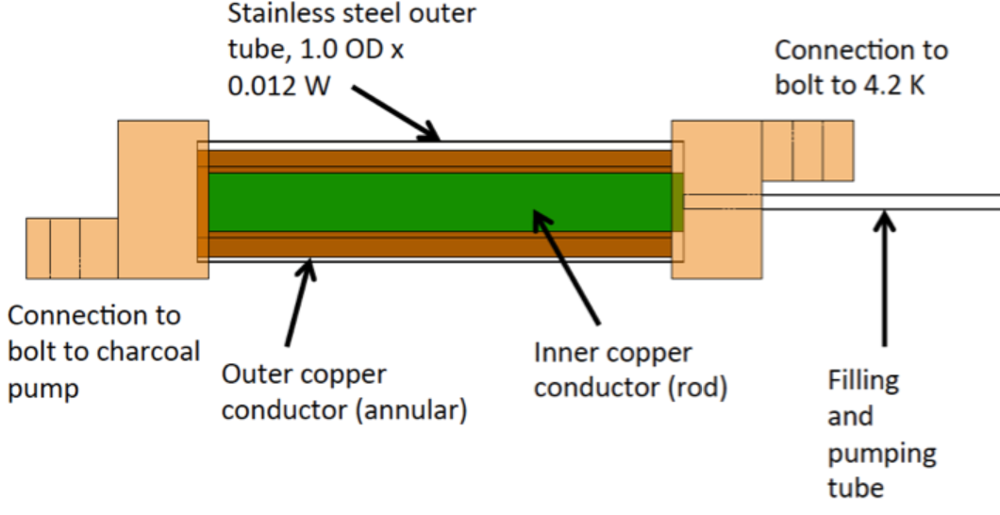 Stainless steel outer
tube, 1.0 OD x
0.012 W
Connection to
bolt to 4.2 K
Connection to
bolt to charcoal
pump
Outer copper
conductor (annular)
Inner copper
conductor (rod)
Filling
and
pumping
tube